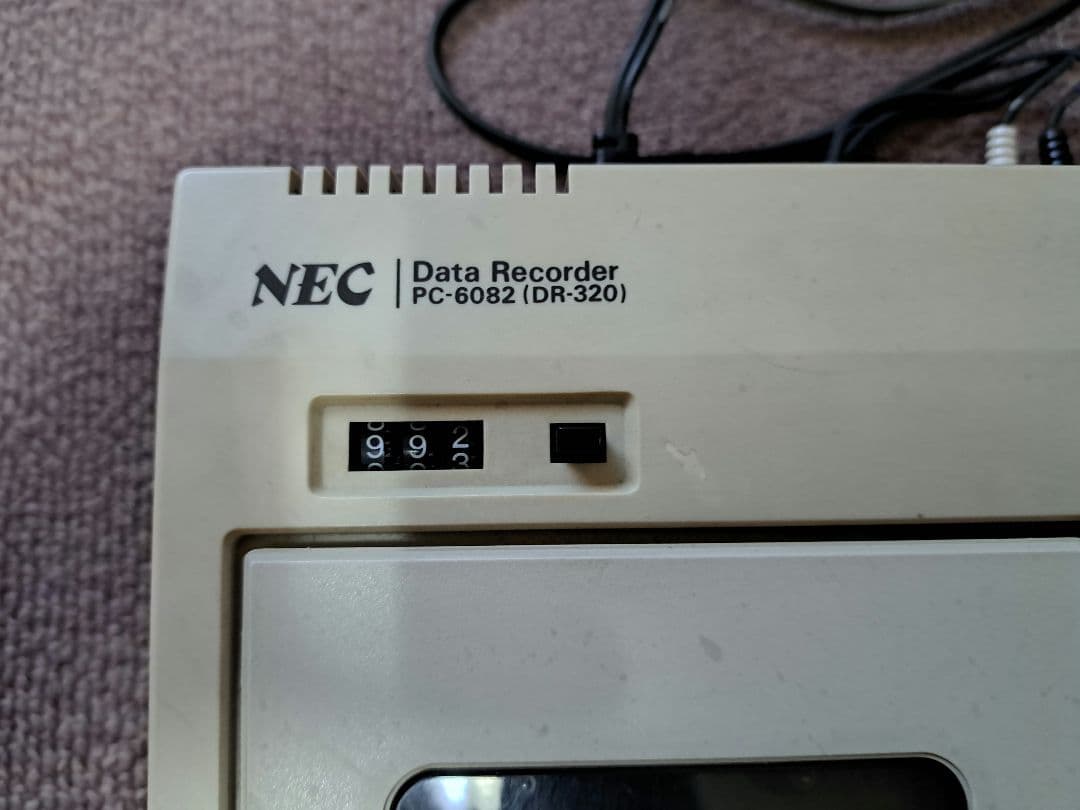 NEC
Data Recorder
PC-6082 (DR-320)
992